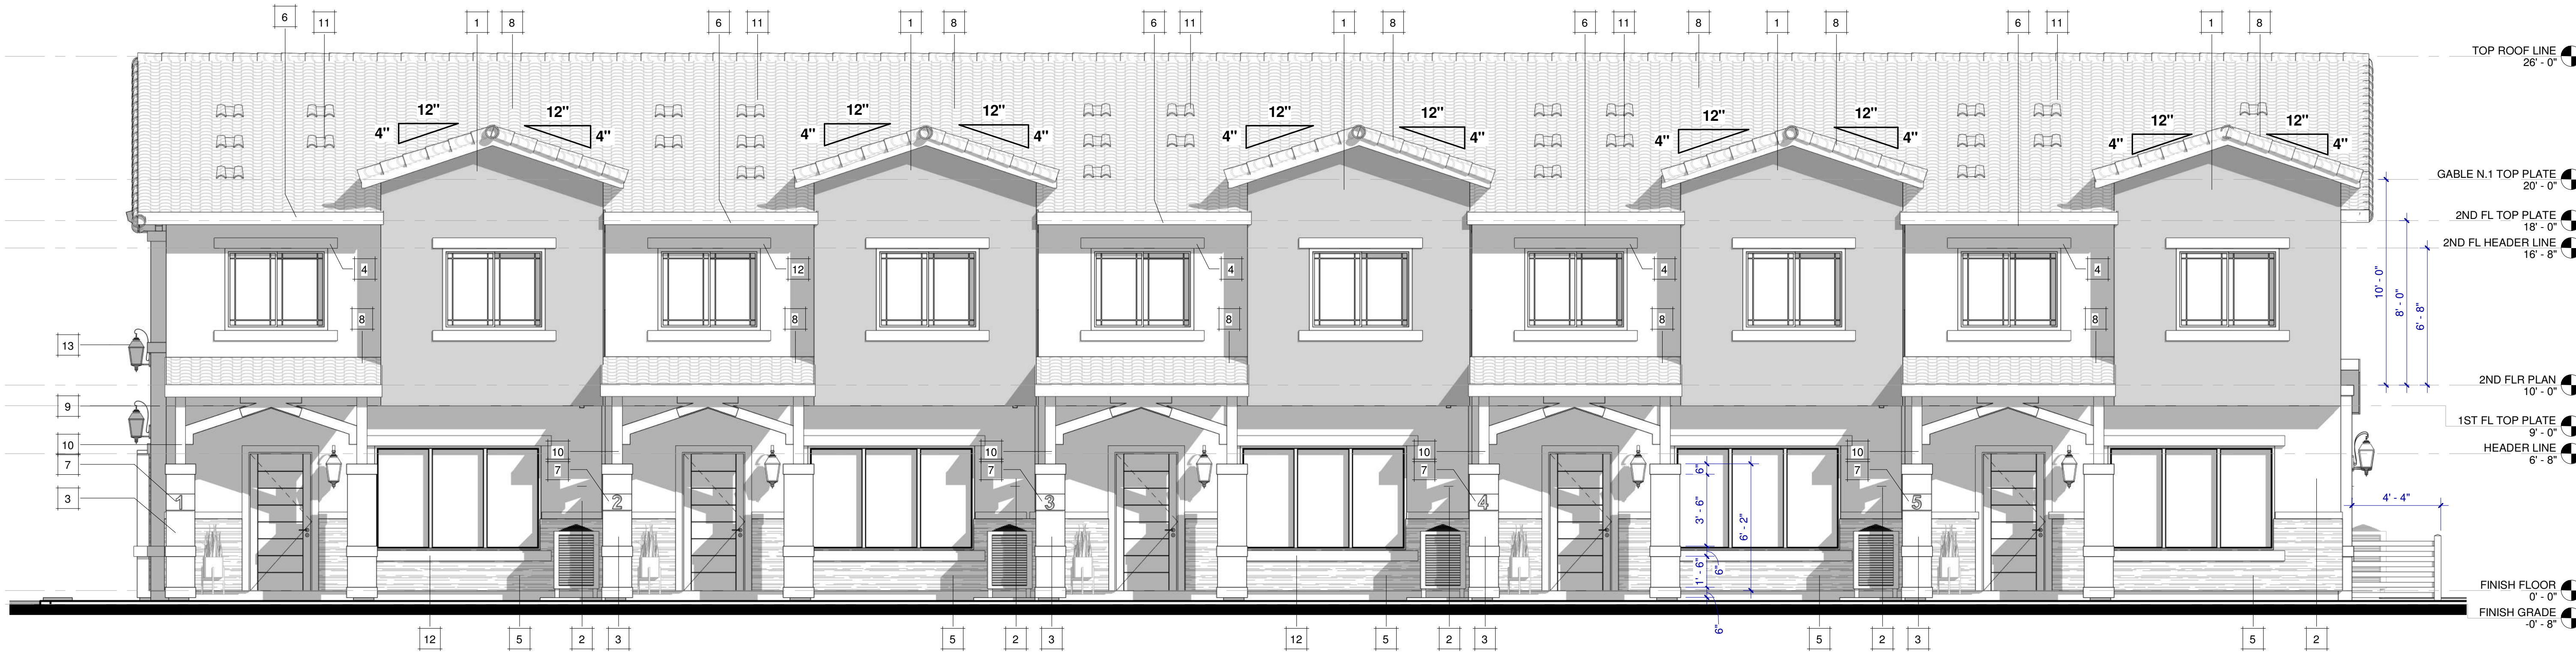 6 11 1 8 6 11 1 8 6 11 1 8 6 11 8 1 8 6 11 1 8
TOP ROOF LINE
26' - 0"
12" 12" 12" 12" 12" 12" 12" 12" 12" 12"
4" 4" 4" 4" 4" 4" 4" 4" 4" 4"
GABLE N.1 TOP PLATE
20' - 0"
2ND FL TOP PLATE
18' - 0"
2ND FL HEADER LINE
16' - 8"
4 12 4 4 4
10' - 0"
8' - 0"
6' - 8"
8 8 8 8 8
13
2ND FLR PLAN
10' - 0"
9
1ST FL TOP PLATE
9' - 0"
10 10 10 10 10
HEADER LINE
6' - 8"
7 7 7 7 7
6"
3' - 6"
6' - 2"
1' - 6"
6"
6"
3
1 2 3 4 5
4' - 4"
FINISH FLOOR
0' - 0"
FINISH GRADE
-0' - 8"
12 5 2 3 5 2 3 12 5 2 3 5 2 3 5 2